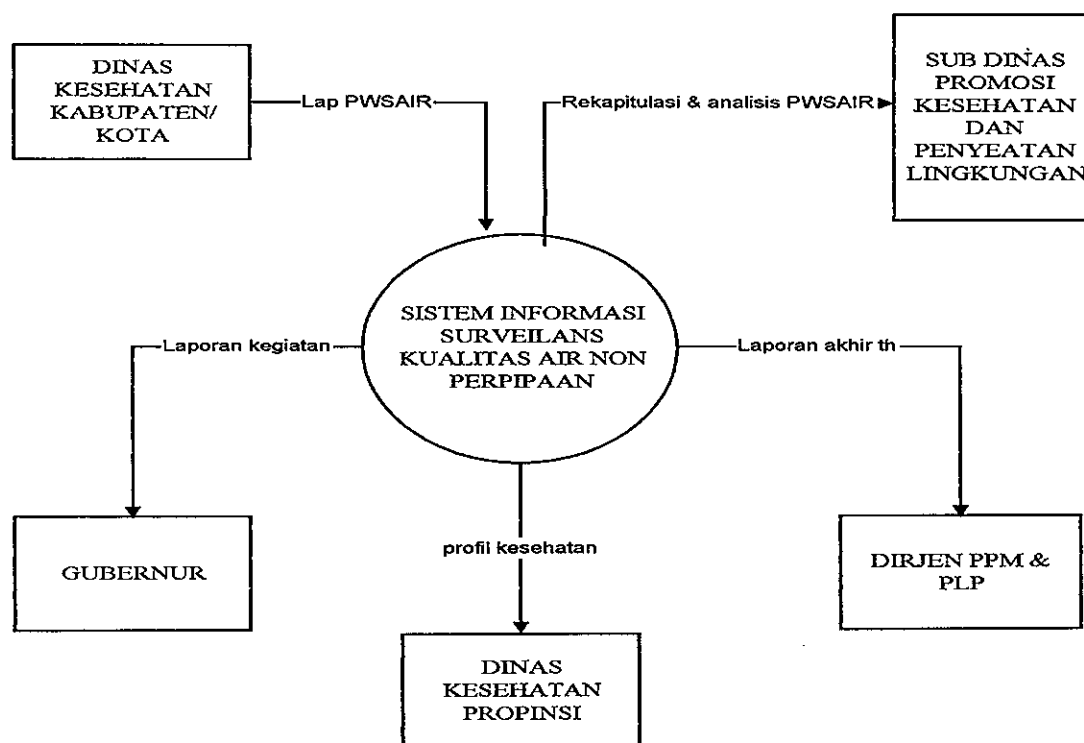 DINAS
KESEHATAN
KABUPATEN/
KOTA
Lap PWSAIR
Rekapitulasi & analisis PWSAIR
SUB DINAS
PROMOSI
KESEHATAN
DAN
PENYEATAN
LINGKUNGAN
SISTEM INFORMASI
SURVEILANS
KUALITAS AIR NON
PERPIPAAN
Laporan kegiatan
Laporan akhir th
GUBERNUR
profil kesehatan
DIRJEN PPM &
PLP
DINAS
KESEHATAN
PROPINSI